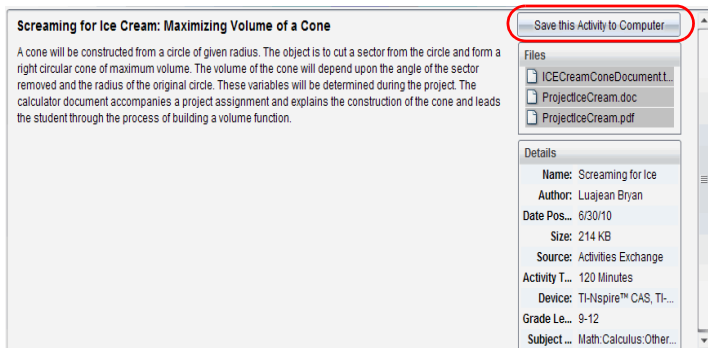 Screaming for Ice Cream: Maximizing Volume of a Cone
A cone will be constructed from a circle of given radius. The object is to cut a sector from the circle and form a
right circular cone of maximum volume. The volume of the cone will depend upon the angle of the sector
removed and the radius of the original circle. These variables will be determined during the project. The
calculator document accompanies a project assignment and explains the construction of the cone and leads
the student through the process of building a volume function.
Save this Activity to Computer
Files
ICECreamConeDocument.t...
ProjectIceCream.doc
ProjectIceCream.pdf
Details
Name: Screaming for Ice
Author: Luajean Bryan
Date Pos... 6/30/10
Size: 214 KB
Source: Activities Exchange
Activity T... 120 Minutes
Device: TI-Nspire™ CAS, TI-...
Grade Le... 9-12
Subject ... Math:Calculus:Other...